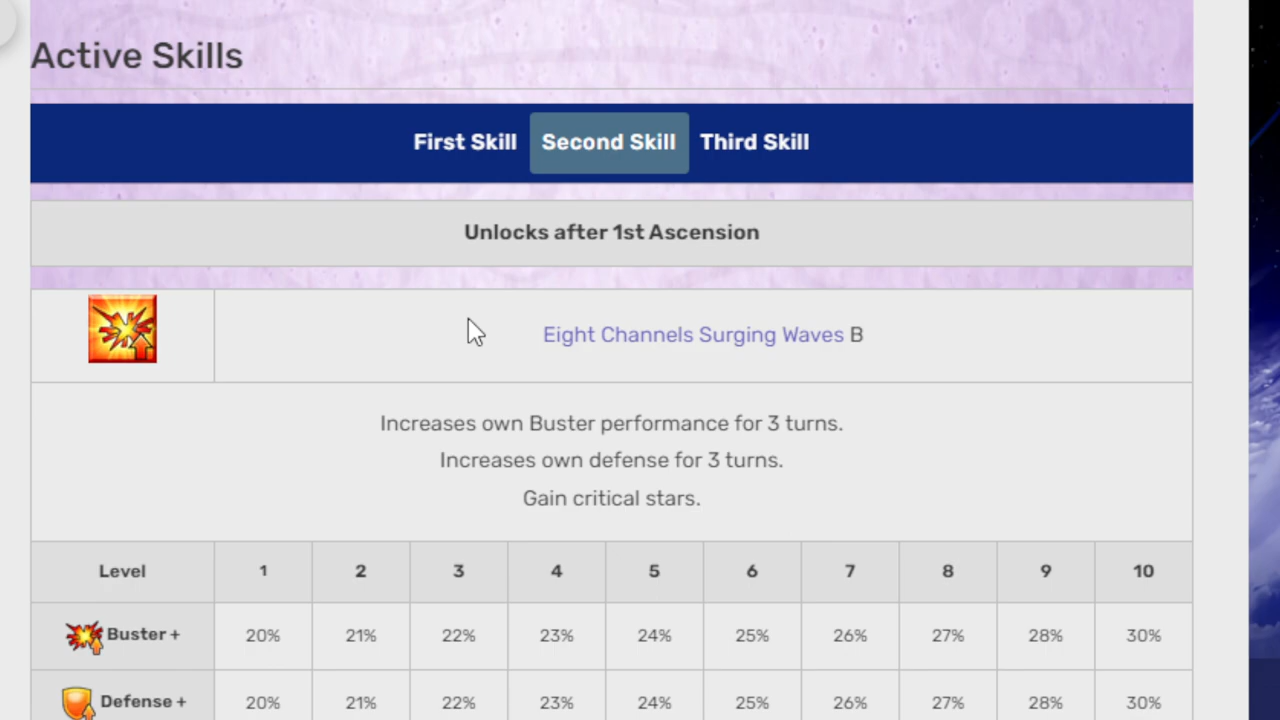 Active Skills
First Skill Second Skill Third Skill
Unlocks after 1st Ascension
Eight Channels Surging Waves B
Increases own Buster performance for 3 turns.
Increases own defense for 3 turns.
Gain critical stars.
Level 1 2 3 4 5 6 7 8 9 10
Buster + 20% 21% 22% 23% 24% 25% 26% 27% 28% 30%
Defense + 20% 21% 22% 23% 24% 25% 26% 27% 28% 30%